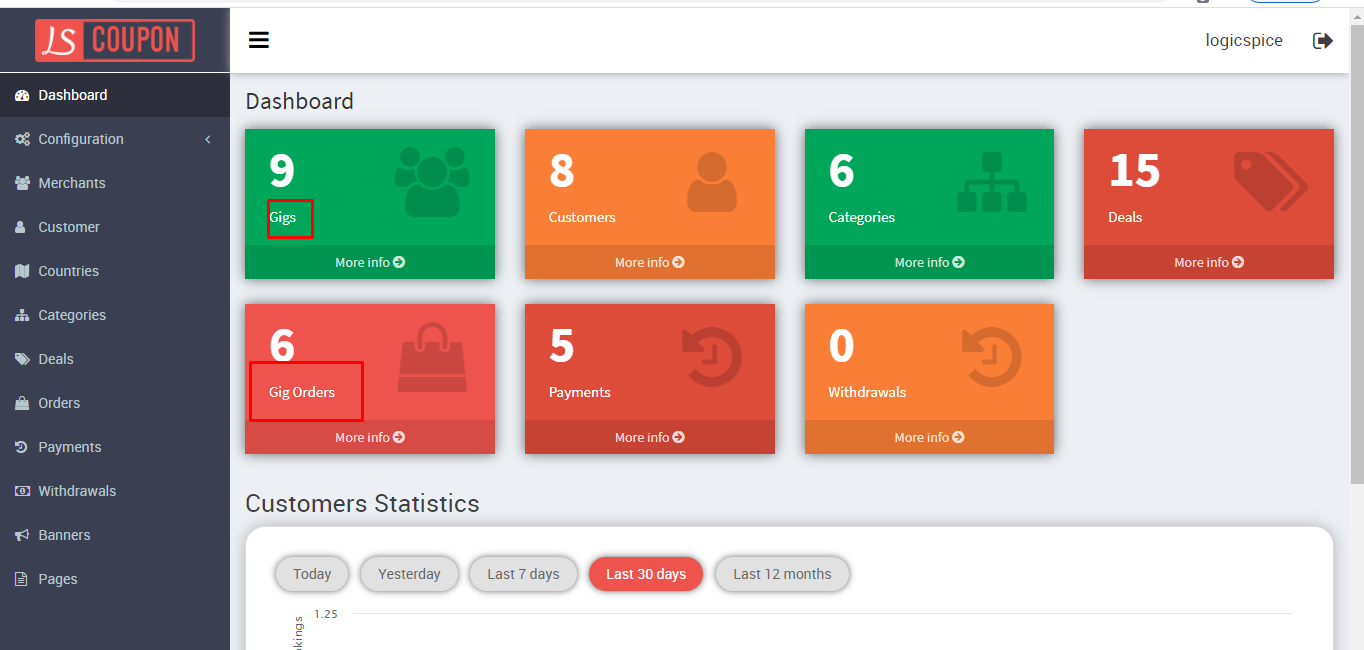 LS COUPON
logicspice
Dashboard
Configuration
Merchants
Customer
Countries
Categories
Deals
Orders
Payments
Withdrawals
Banners
Pages
Dashboard
9
Gigs
More info
8
Customers
More info
6
Categories
More info
15
Deals
More info
6
Gig Orders
More info
5
Payments
More info
0
Withdrawals
More info
Customers Statistics
Today
Yesterday
Last 7 days
Last 30 days
Last 12 months
1.25